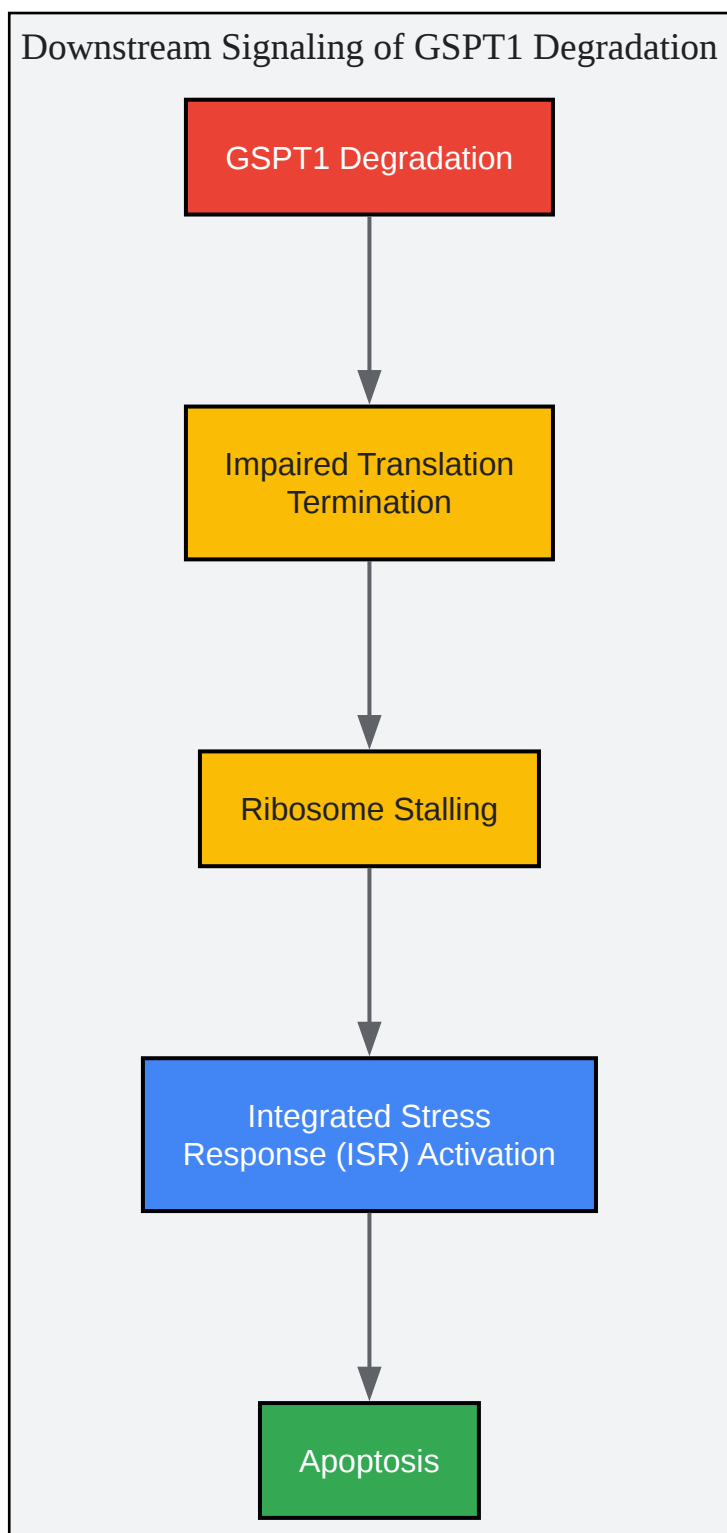 Downstream Signaling of GSPT1 Degradation
GSPT1 Degradation
Impaired Translation
Termination
Ribosome Stalling
Integrated Stress
Response (ISR) Activation
Apoptosis